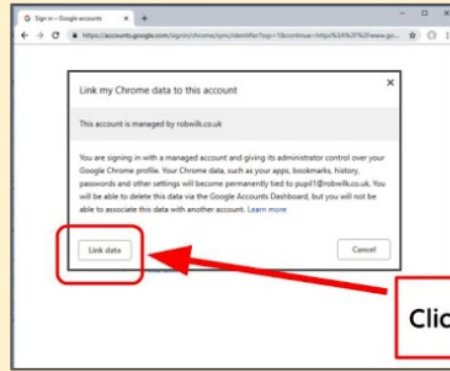 Sign in – Google accounts
https://accounts.google.com/signin/chrome/sync/identifier?ssp=1&continue=https%3A%2F%2Fwww.go...
Link my Chrome data to this account
This account is managed by robwilk.co.uk
You are signing in with a managed account and giving its administrator control over your
Google Chrome profile. Your Chrome data, such as your apps, bookmarks, history,
passwords and other settings will become permanently tied to pupil1@robwilk.co.uk. You
will be able to delete this data via the Google Accounts Dashboard, but you will not be
able to associate this data with another account. Learn more
Link data
Cancel
Clic